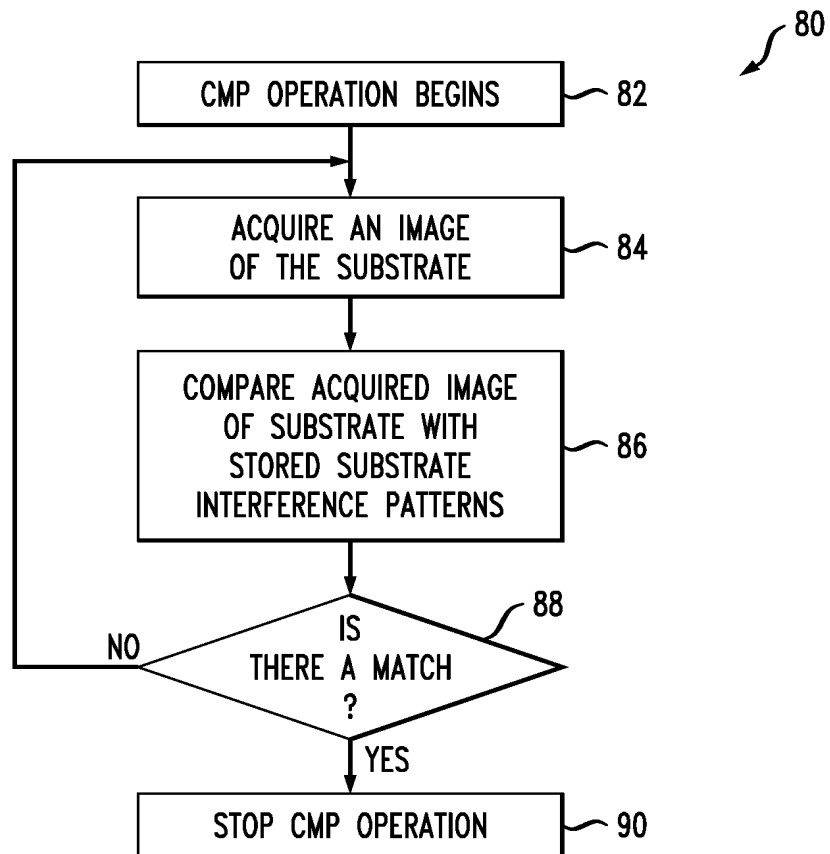 80
CMP OPERATION BEGINS
82
ACQUIRE AN IMAGE
OF THE SUBSTRATE
84
COMPARE ACQUIRED IMAGE
OF SUBSTRATE WITH
STORED SUBSTRATE
INTERFERENCE PATTERNS
86
88
IS
THERE A MATCH
?
NO
YES
STOP CMP OPERATION
90